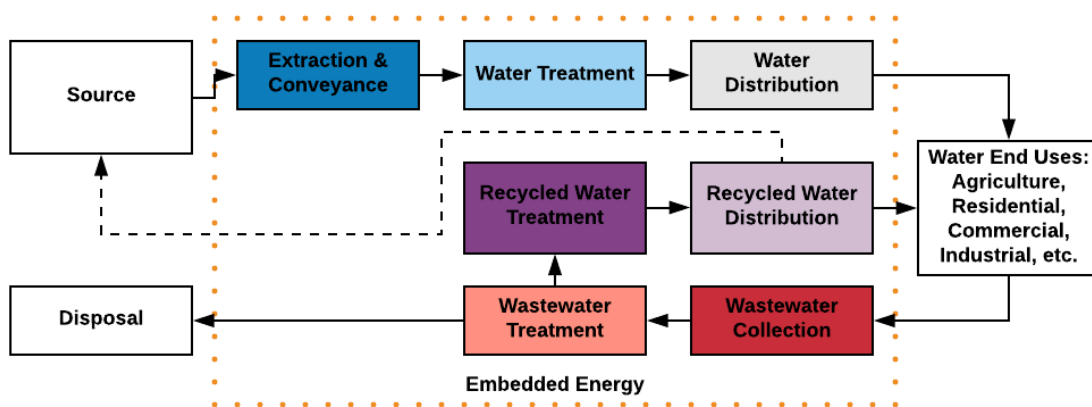 Source
Extraction &
Conveyance
Water Treatment
Water
Distribution
Water End Uses:
Agriculture,
Residential,
Commercial,
Industrial, etc.
Recycled Water
Treatment
Recycled Water
Distribution
Disposal
Wastewater
Treatment
Wastewater
Collection
Embedded Energy